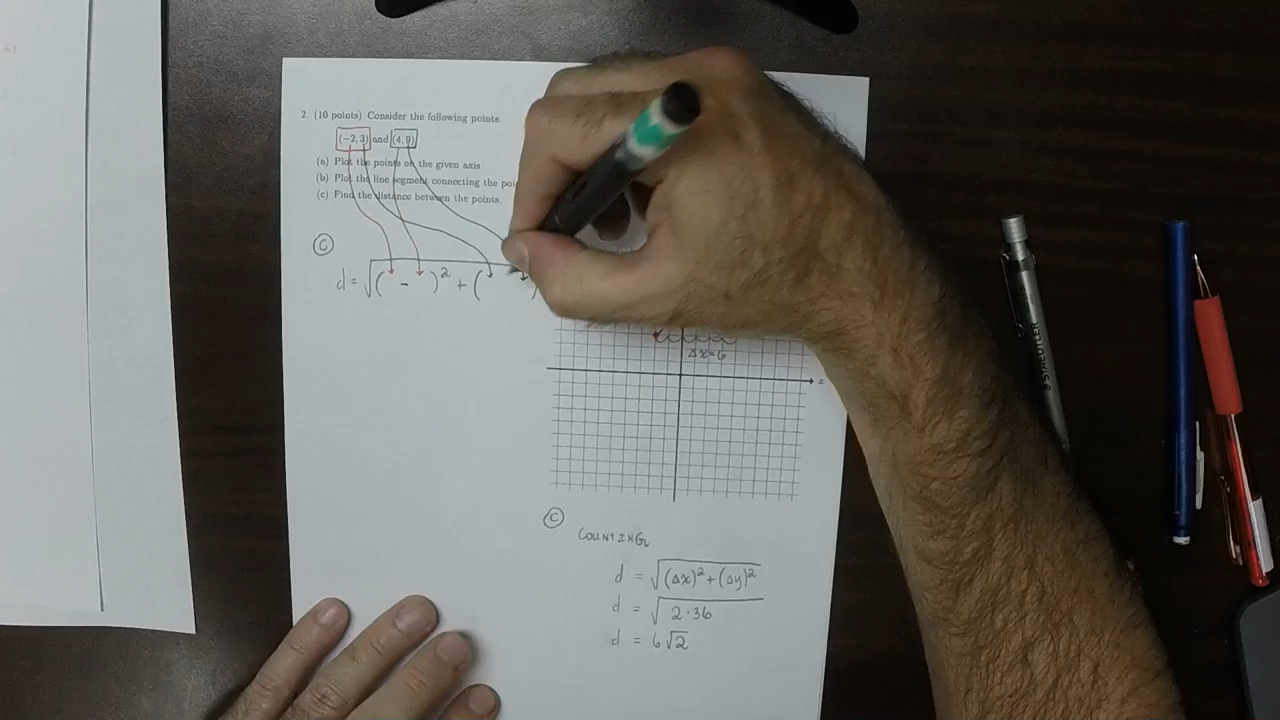 2. (10 points) Consider the following points.
(−2, 3) and (4, 9)
(a) Plot the points on the given axis.
(b) Plot the line segment connecting the
(c) Find the distance between the points.
C
d = √( − )² + (
Δx=6
C
COUNTING
d = √(Δx)²+(Δy)²
d = √2·36
d = 6√2
STAEDTLER